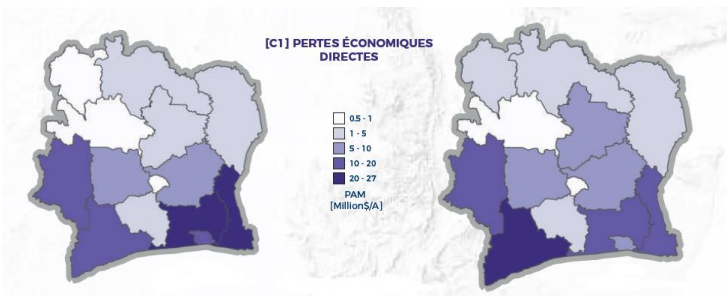 [C1] PERTES ÉCONOMIQUES
DIRECTES
0.5 - 1
1 - 5
5 - 10
10 - 20
20 - 27
PAM
[Million$/A]